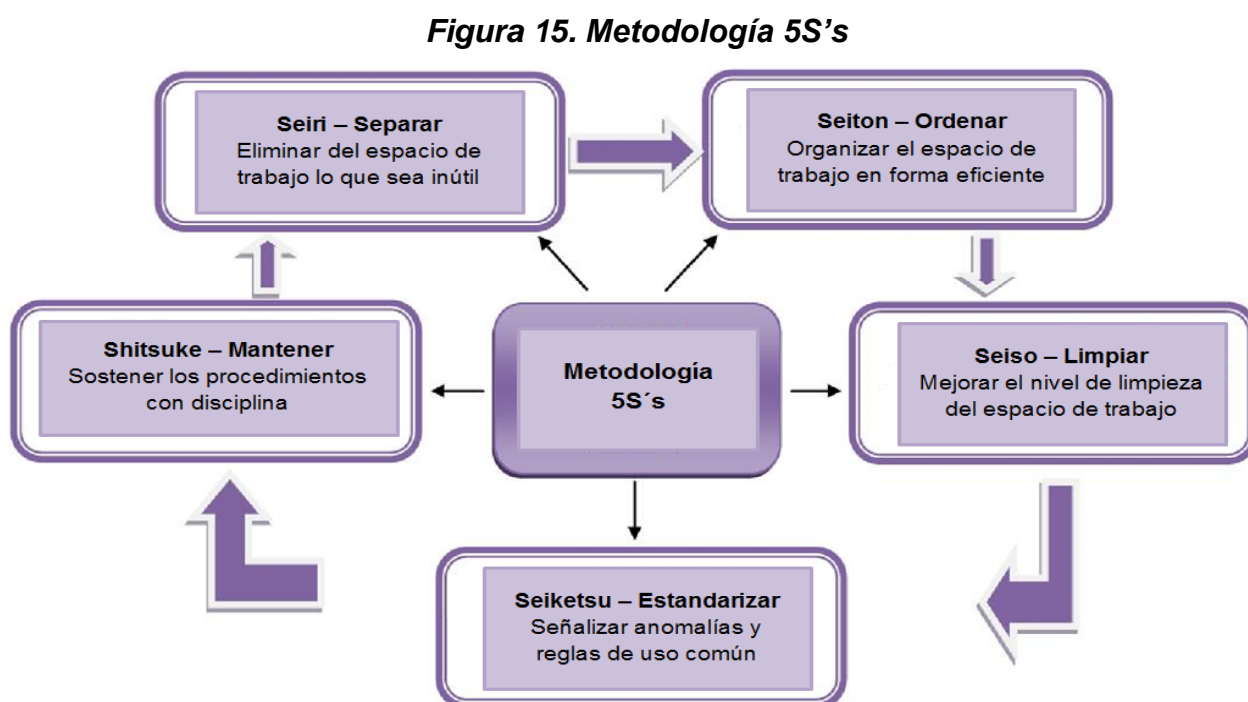 Figura 15. Metodología 5S’s
Seiri – Separar
Eliminar del espacio de
trabajo lo que sea inútil
Seiton – Ordenar
Organizar el espacio de
trabajo en forma eficiente
Shitsuke – Mantener
Sostener los procedimientos
con disciplina
Metodología
5S´s
Seiso – Limpiar
Mejorar el nivel de limpieza
del espacio de trabajo
Seiketsu – Estandarizar
Señalizar anomalías y
reglas de uso común